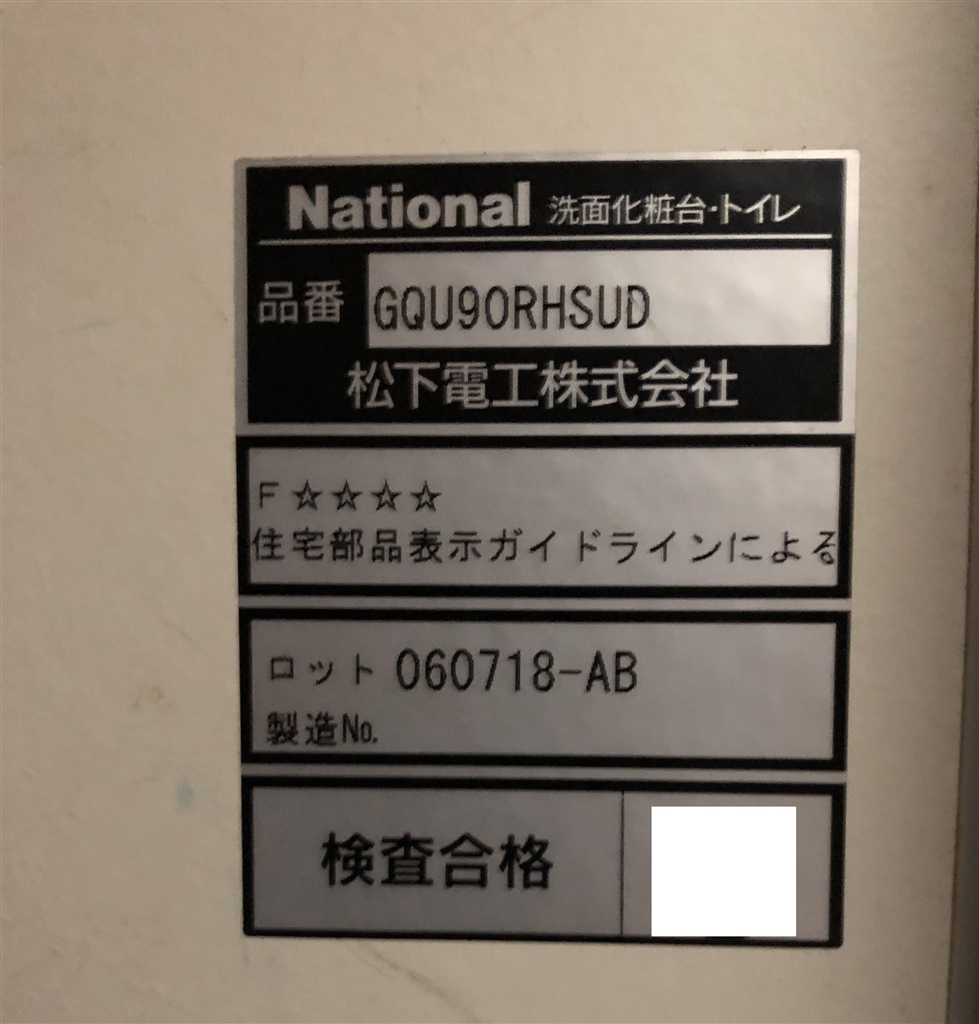 National 洗面化粧台・トイレ
品番 GQU90RHSUD
松下電工株式会社
F☆☆☆☆
住宅部品表示ガイドラインによる
ロット 060718-AB
製造No.
検査合格